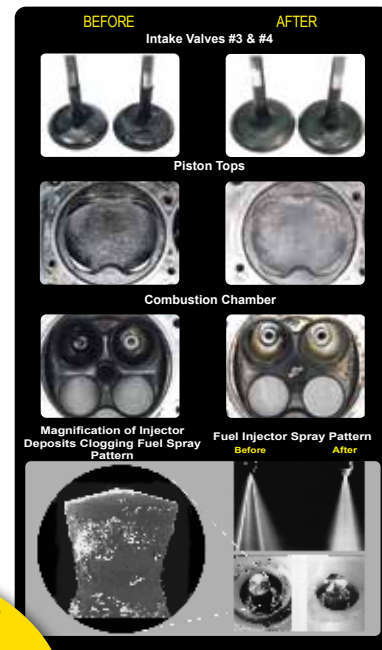 BEFORE AFTER
Intake Valves #3 & #4
Piston Tops
Combustion Chamber
Magnification of Injector
Deposits Clogging Fuel Spray
Pattern
Fuel Injector Spray Pattern
Before After